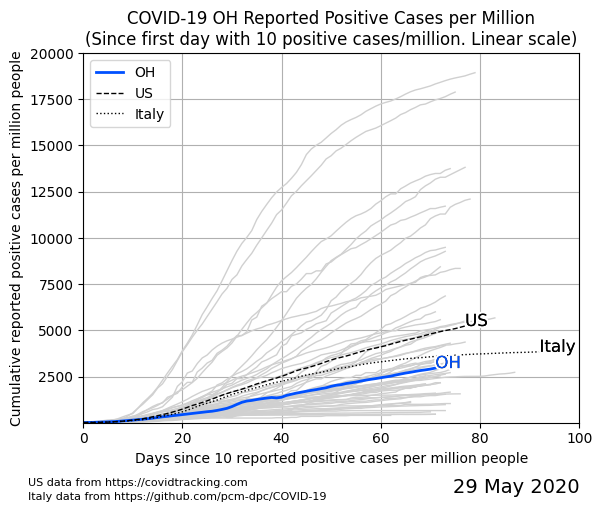 COVID-19 OH Reported Positive Cases per Million
(Since first day with 10 positive cases/million. Linear scale)
Cumulative reported positive cases per million people
20000
17500
15000
12500
10000
7500
5000
2500
OH
US
Italy
US
Italy
OH
0 20 40 60 80 100
Days since 10 reported positive cases per million people
US data from https://covidtracking.com
Italy data from https://github.com/pcm-dpc/COVID-19
29 May 2020